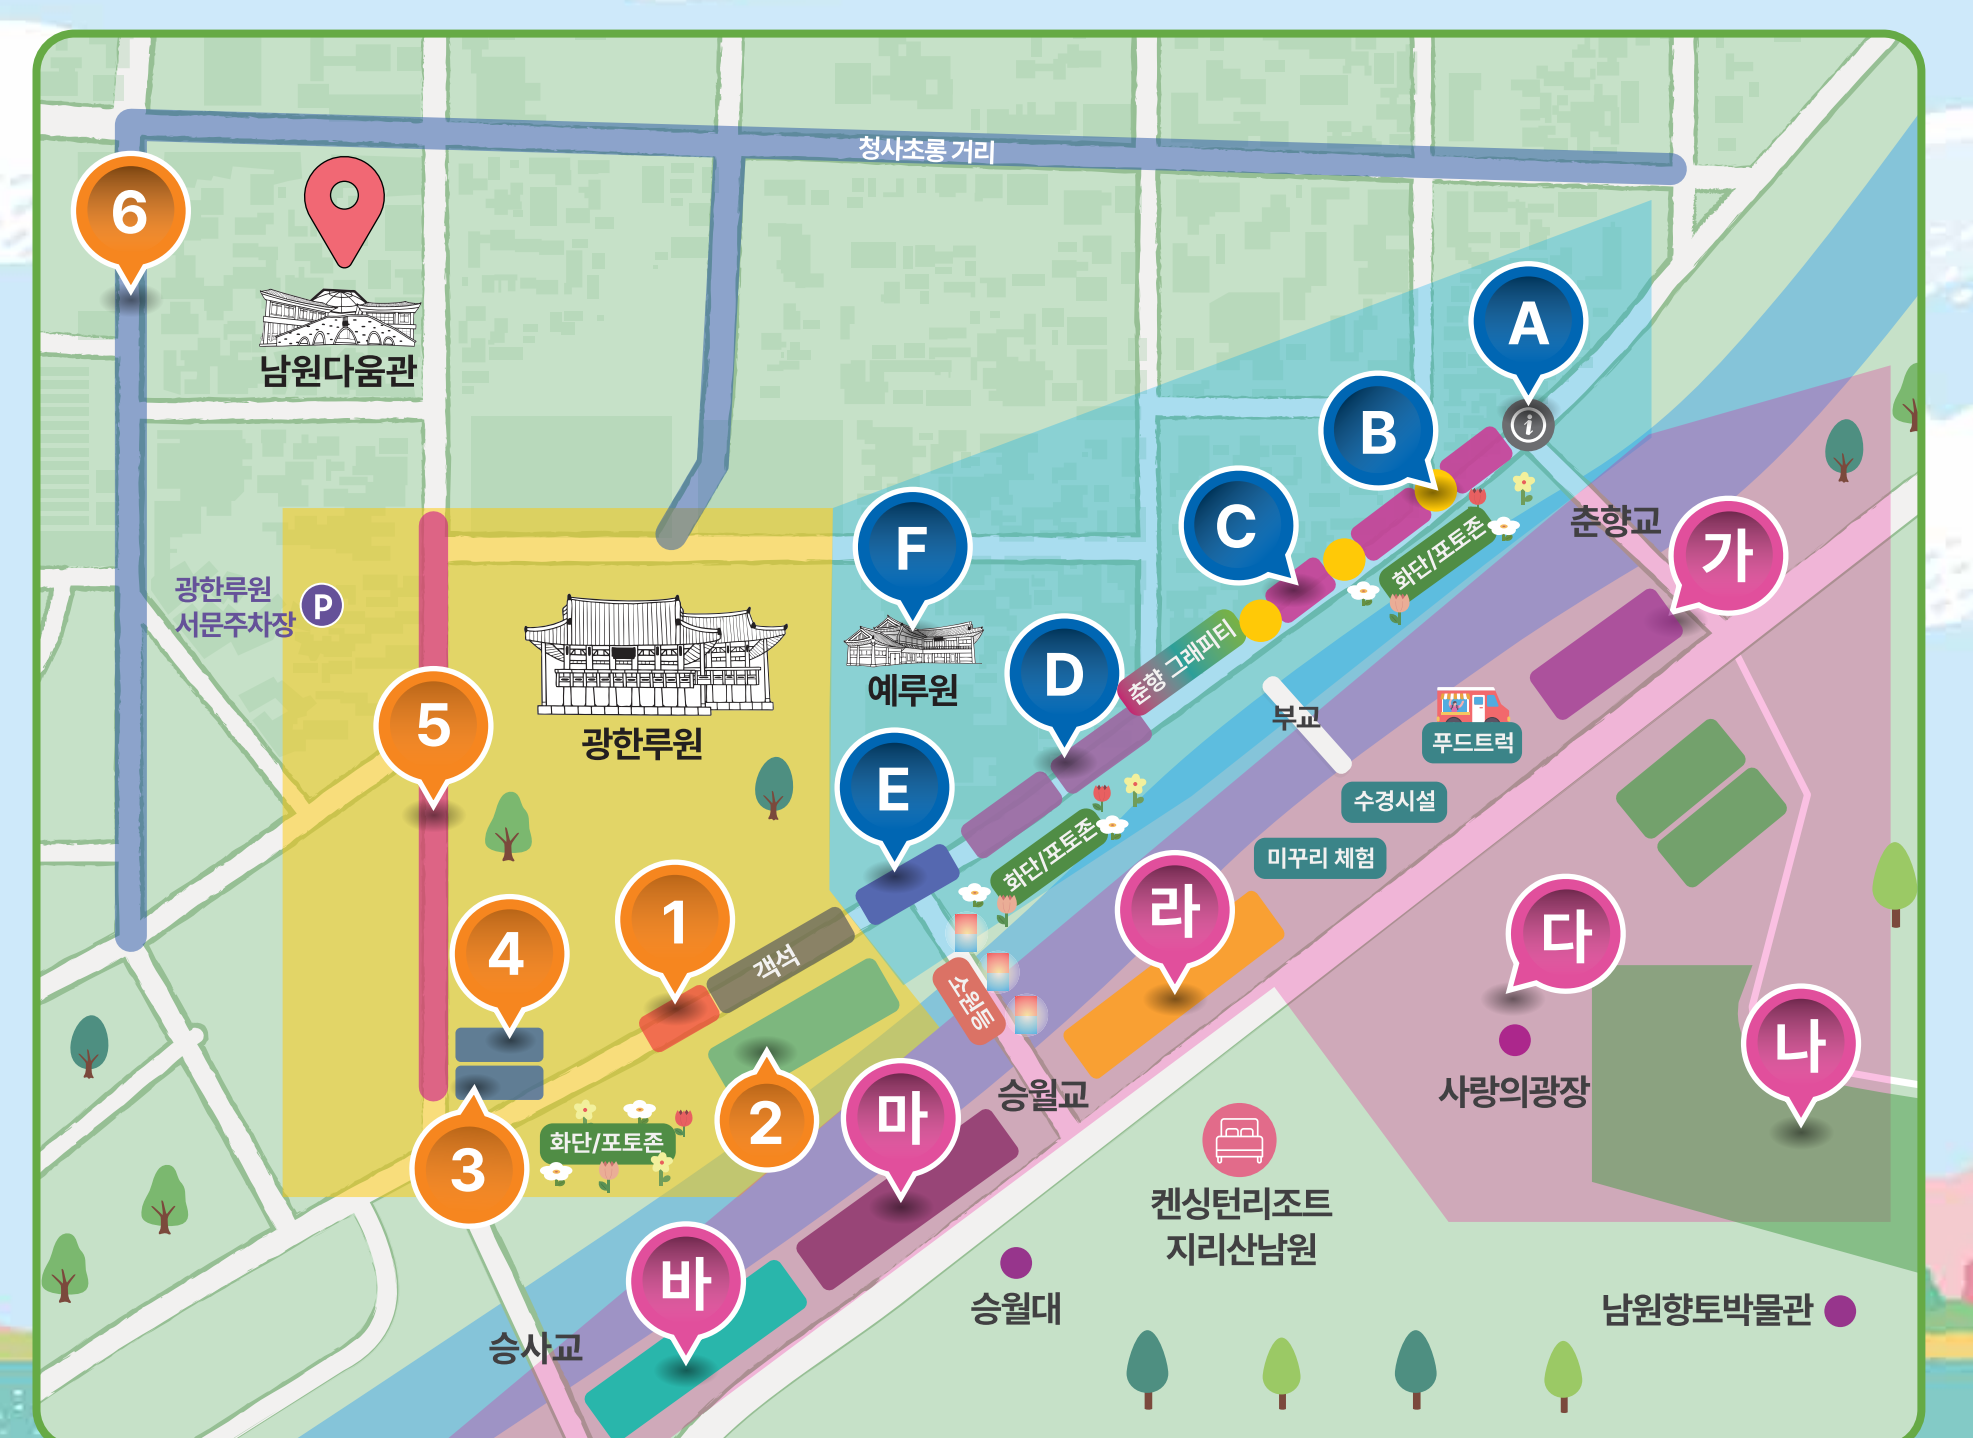 청사초롱 거리
6
남원다움관
A
B
C
i
춘향교
가
화단/포토존
F
예루원
광한루원
서문주차장
P
5
광한루원
D
춘향 그래피티
부교
푸드트럭
수경시설
미꾸리 체험
E
화단/포토존
라
다
4
1
객석
소원등
사랑의광장
나
승월교
마
2
3
화단/포토존
켄싱턴리조트
지리산남원
바
승월대
남원향토박물관
승사교